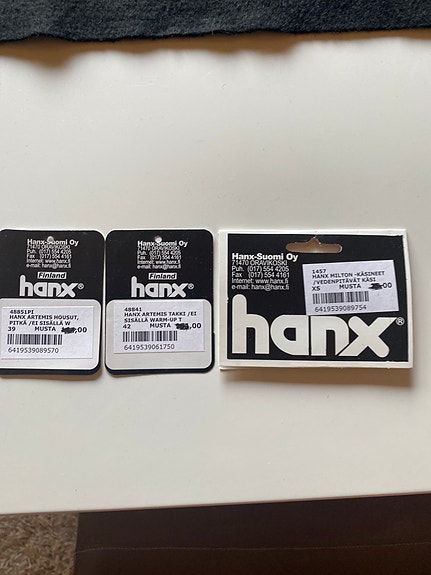 Hanx-Suomi Oy
71470 ORAVIKOSKI
Puh. (017) 554 4205
Fax (017) 554 4161
Internet: www.hanx.fi
e-mail: hanx@hanx.fi
Finland
hanx®
48851PI
HANX ARTEMIS HOUSUT,
PITKÄ /EI SISÄLLÄ W
39 MUSTA ,00
6419539089570
Hanx-Suomi Oy
71470 ORAVIKOSKI
Puh. (017) 554 4205
Fax (017) 554 4161
Internet: www.hanx.fi
e-mail: hanx@hanx.fi
Finland
hanx®
48841
HANX ARTEMIS TAKKI /EI
SISÄLLÄ WARM-UP T
42 MUSTA ,00
6419539061750
Hanx-Suomi Oy
71470 ORAVIKOSKI
Puh. (017) 554 4205
Fax (017) 554 4161
Internet: www.hanx.fi
e-mail: hanx@hanx.fi
1457
HANX MILTON -KÄSINEET
/VEDENPITÄVÄT KÄSI
XS MUSTA 00
6419539089754
hanx®